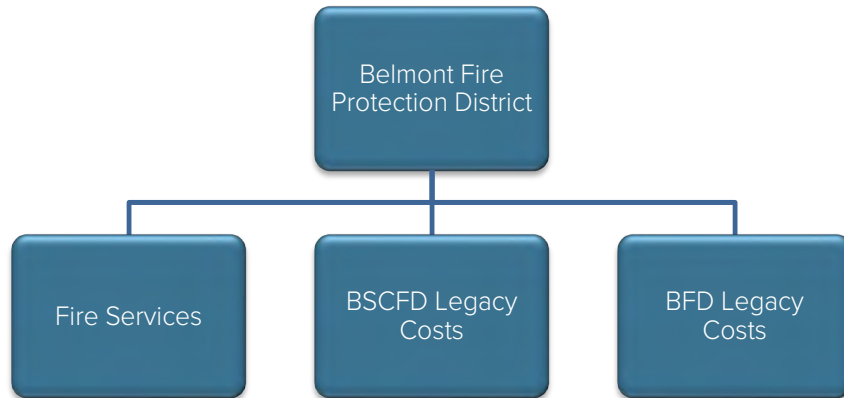 Belmont Fire
Protection District
Fire Services
BSCFD Legacy
Costs
BFD Legacy
Costs